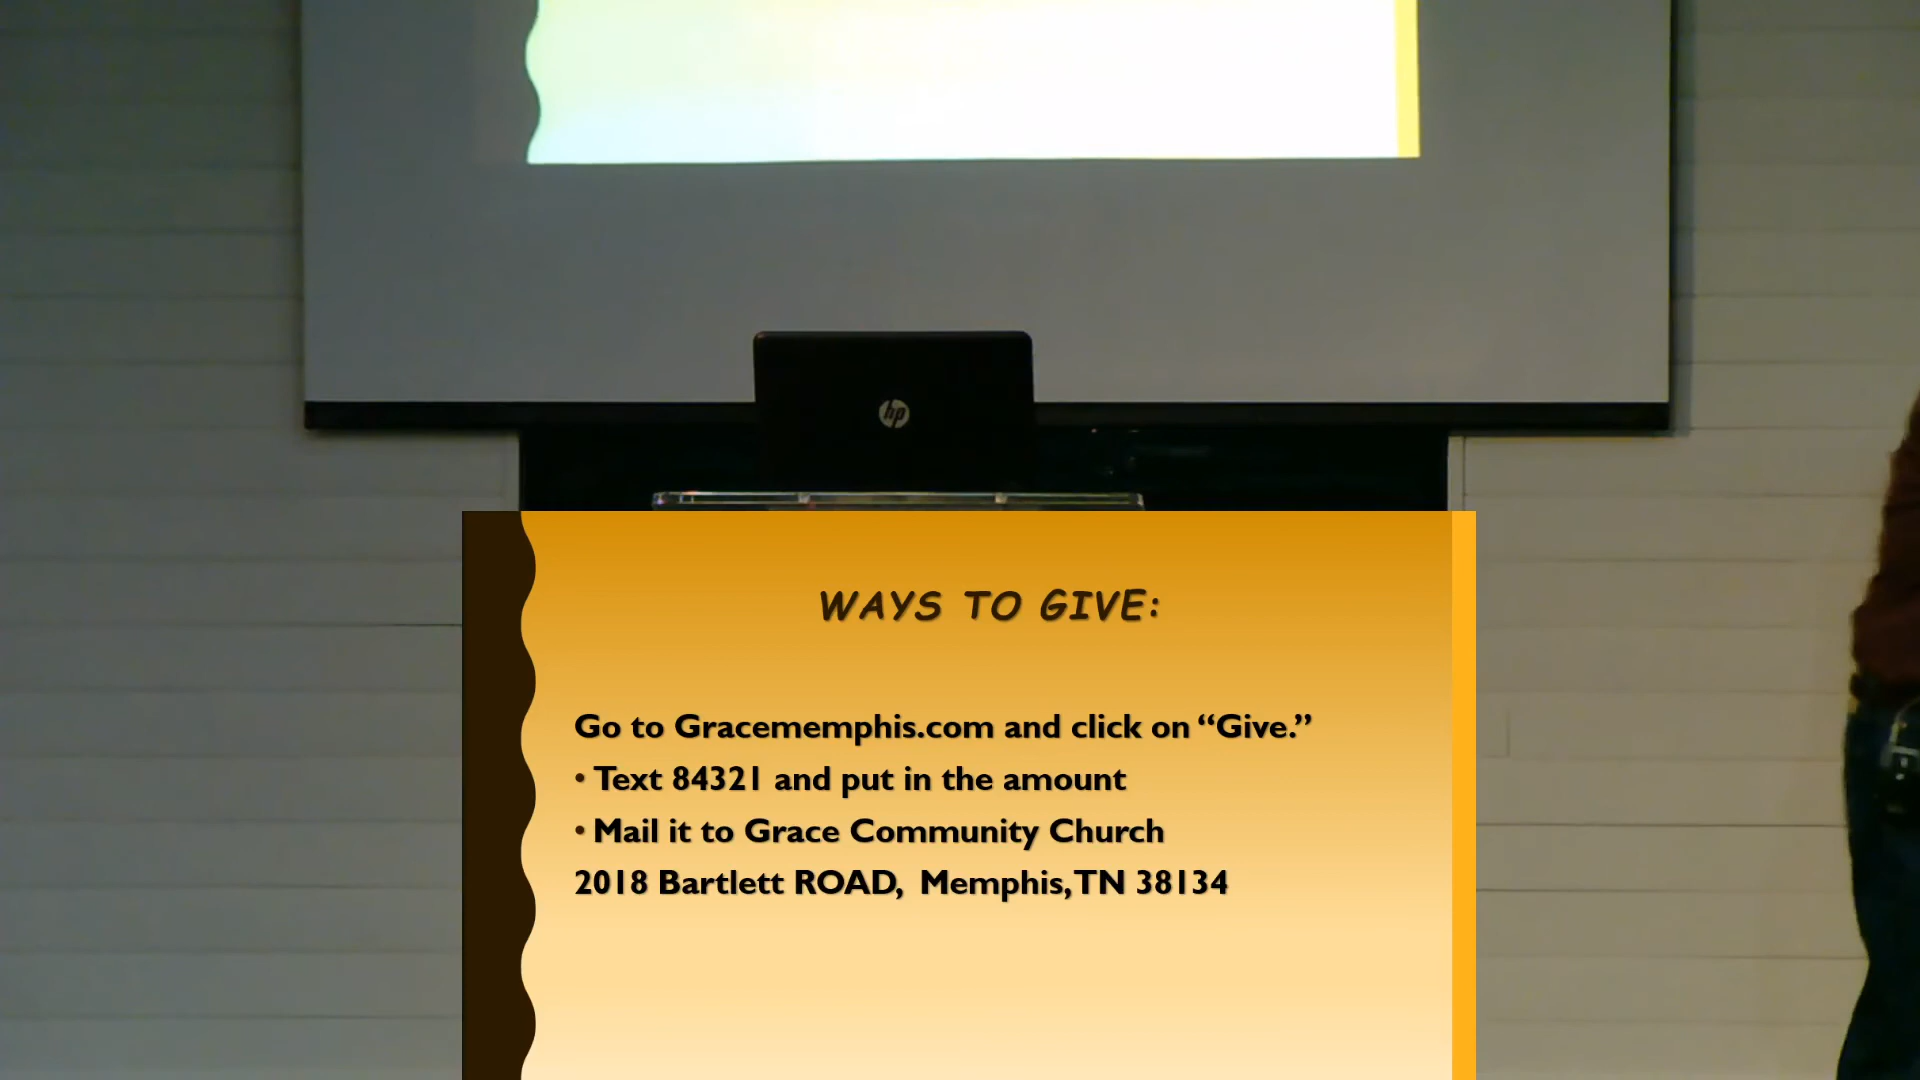 hp
WAYS TO GIVE:
Go to Gracememphis.com and click on “Give.”
• Text 84321 and put in the amount
• Mail it to Grace Community Church
2018 Bartlett ROAD, Memphis,TN 38134